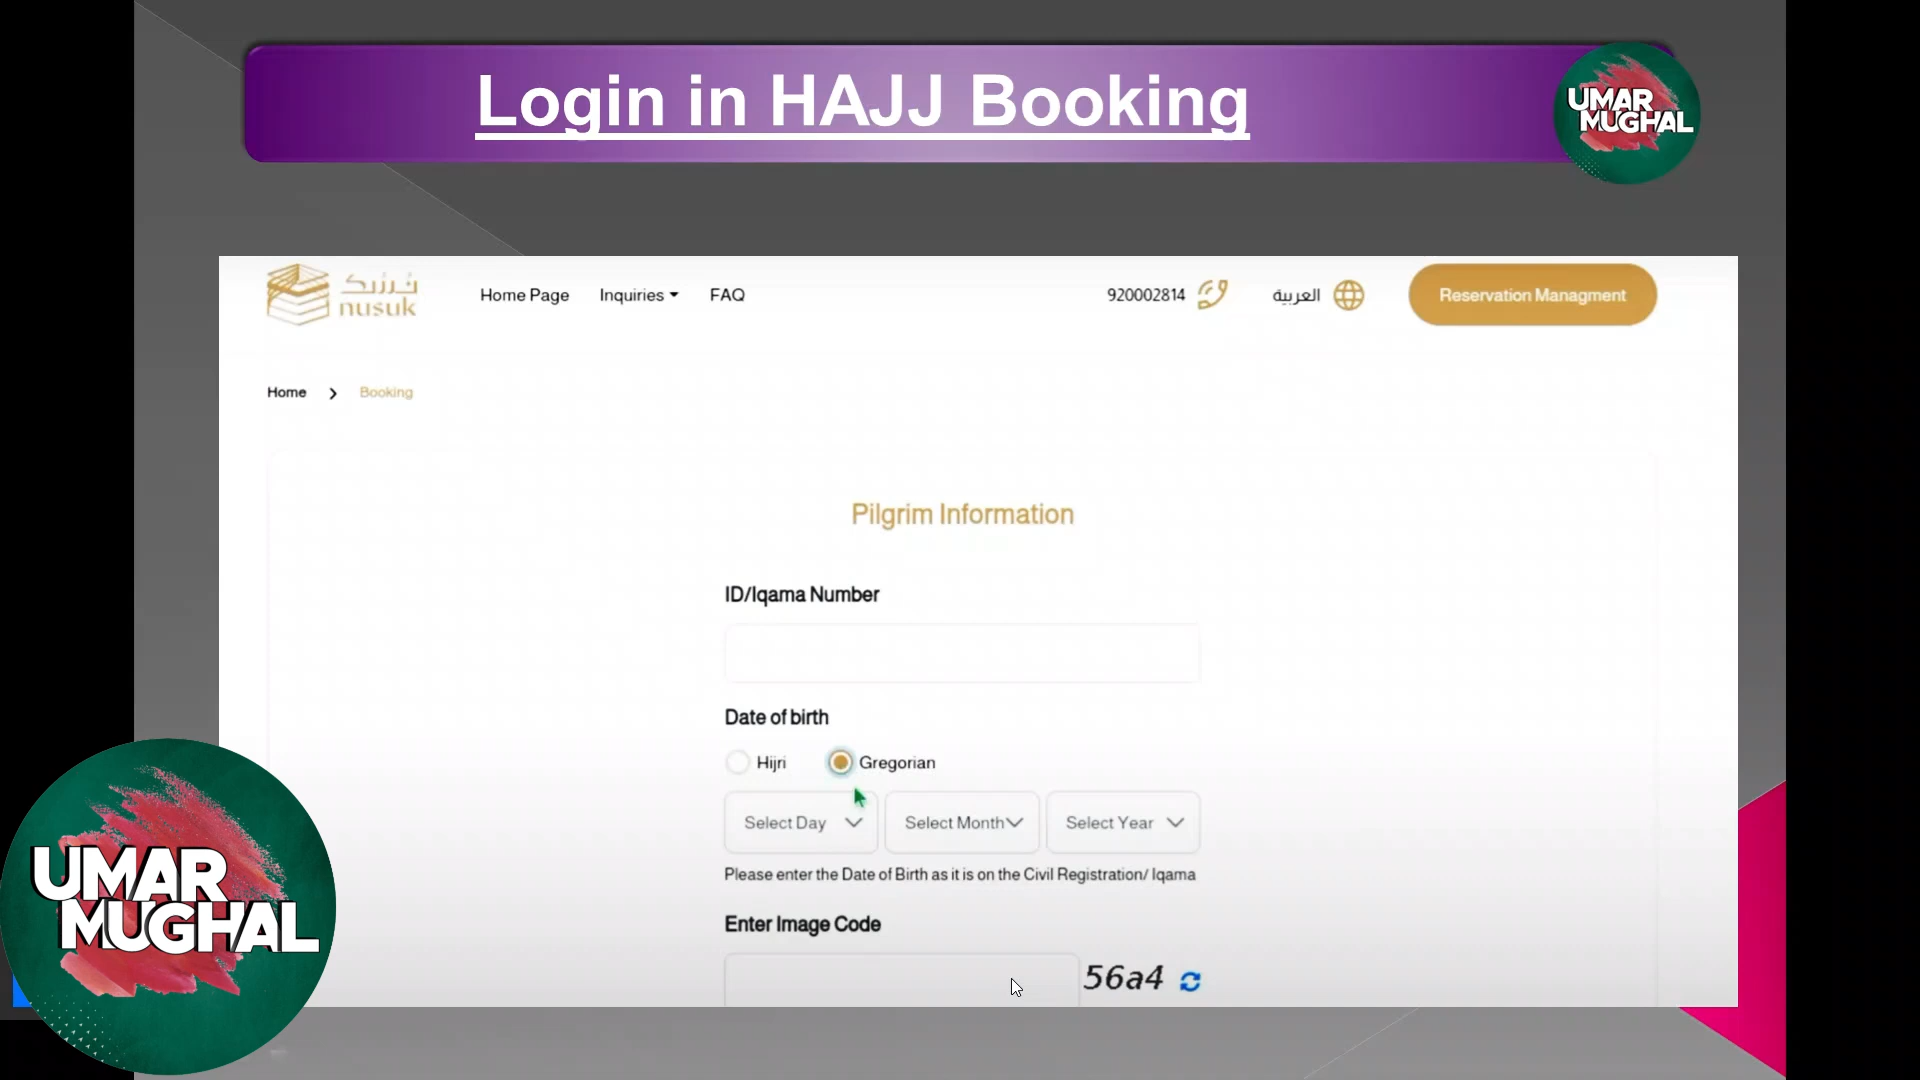 Login in HAJJ Booking
UMAR
MUGHAL
نسك
nusuk
Home Page
Inquiries
FAQ
920002814
العربية
Reservation Managment
Home
Booking
Pilgrim Information
ID/Iqama Number
Date of birth
Hijri
Gregorian
Select Day
Select Month
Select Year
Please enter the Date of Birth as it is on the Civil Registration/ Iqama
Enter Image Code
56a4
UMAR
MUGHAL